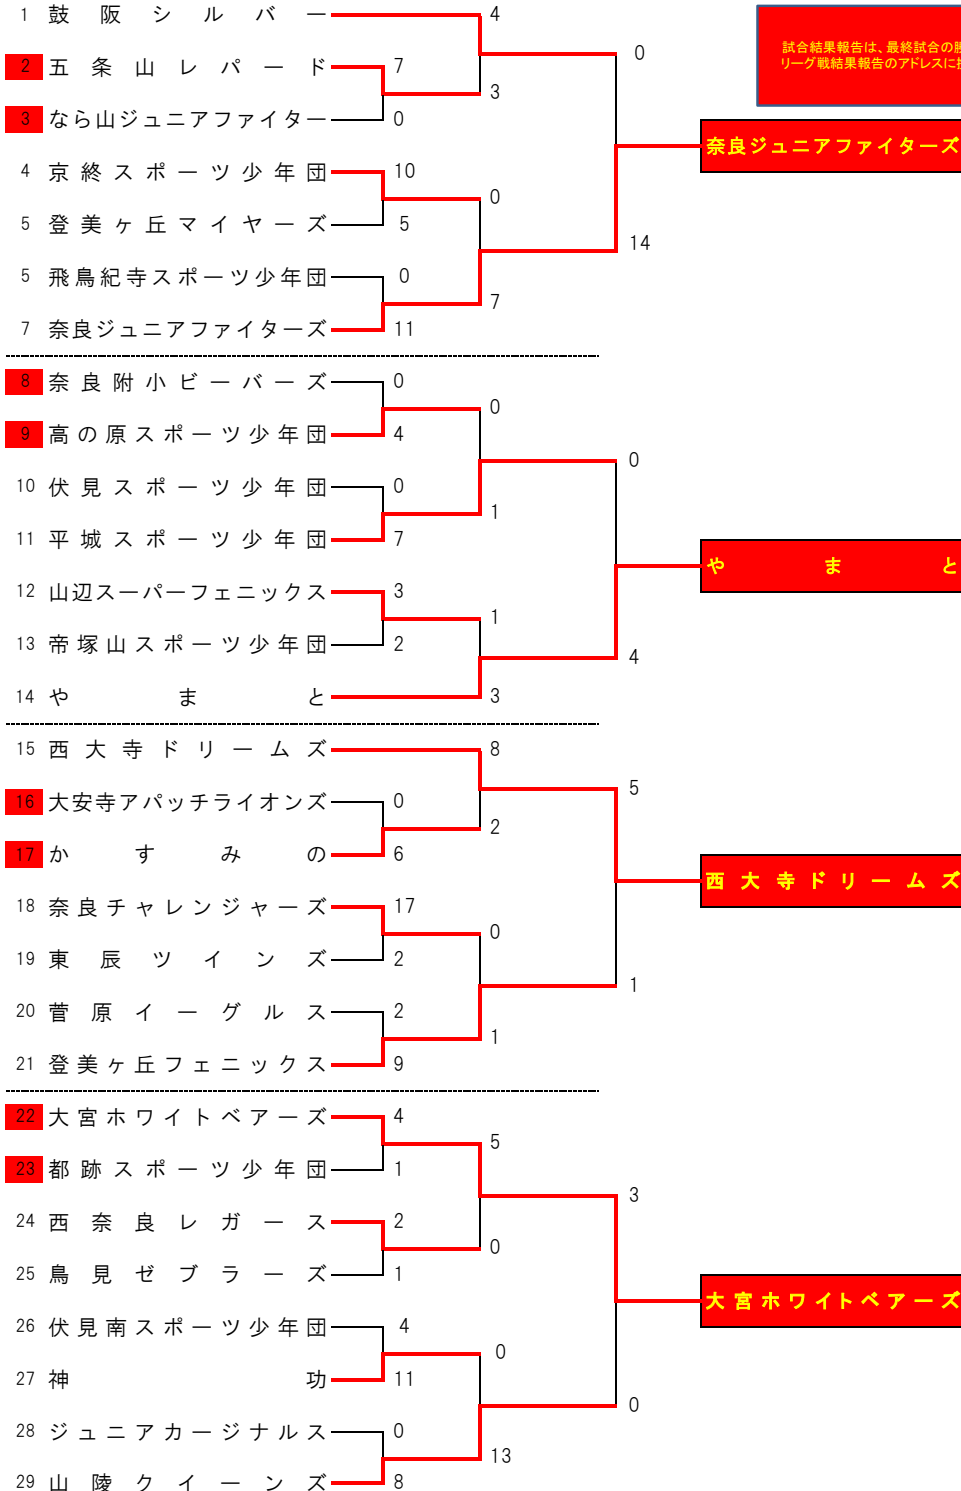 1 鼓阪シルバー 4
0
試合結果報告は、最終試合の勝
リーグ戦結果報告のアドレスに
2 五条山レパード 7
3
3 なら山ジュニアファイター 0
奈良ジュニアファイターズ
4 京終スポーツ少年団 10
0
5 登美ヶ丘マイヤーズ 5
14
5 飛鳥紀寺スポーツ少年団 0
7
7 奈良ジュニアファイターズ 11
8 奈良附小ビーバーズ 0
0
9 高の原スポーツ少年団 4
0
10 伏見スポーツ少年団 0
1
11 平城スポーツ少年団 7
やまと
12 山辺スーパーフェニックス 3
1
13 帝塚山スポーツ少年団 2
4
14 やまと 3
15 西大寺ドリームズ 8
5
16 大安寺アパッチライオンズ 0
2
17 かすみの 6
西大寺ドリームズ
18 奈良チャレンジャーズ 17
0
19 東辰ツインズ 2
1
20 菅原イーグルス 2
1
21 登美ヶ丘フェニックス 9
22 大宮ホワイトベアーズ 4
5
23 都跡スポーツ少年団 1
3
24 西奈良レガース 2
0
25 鳥見ゼブラーズ 1
大宮ホワイトベアーズ
26 伏見南スポーツ少年団 4
0
27 神功 11
0
28 ジュニアカージナルス 0
13
29 山陵クイーンズ 8